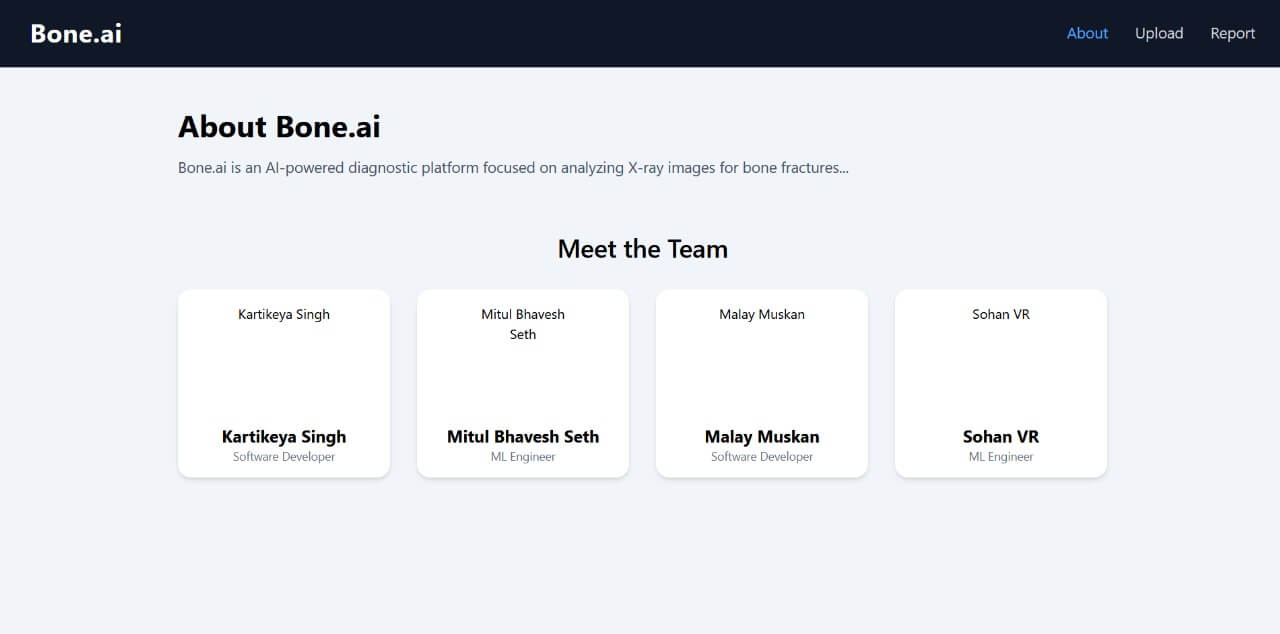 Bone.ai
About
Upload
Report
About Bone.ai
Bone.ai is an AI-powered diagnostic platform focused on analyzing X-ray images for bone fractures...
Meet the Team
Kartikeya Singh
Kartikeya Singh
Software Developer
Mitul Bhavesh
Seth
Mitul Bhavesh Seth
ML Engineer
Malay Muskan
Malay Muskan
Software Developer
Sohan VR
Sohan VR
ML Engineer